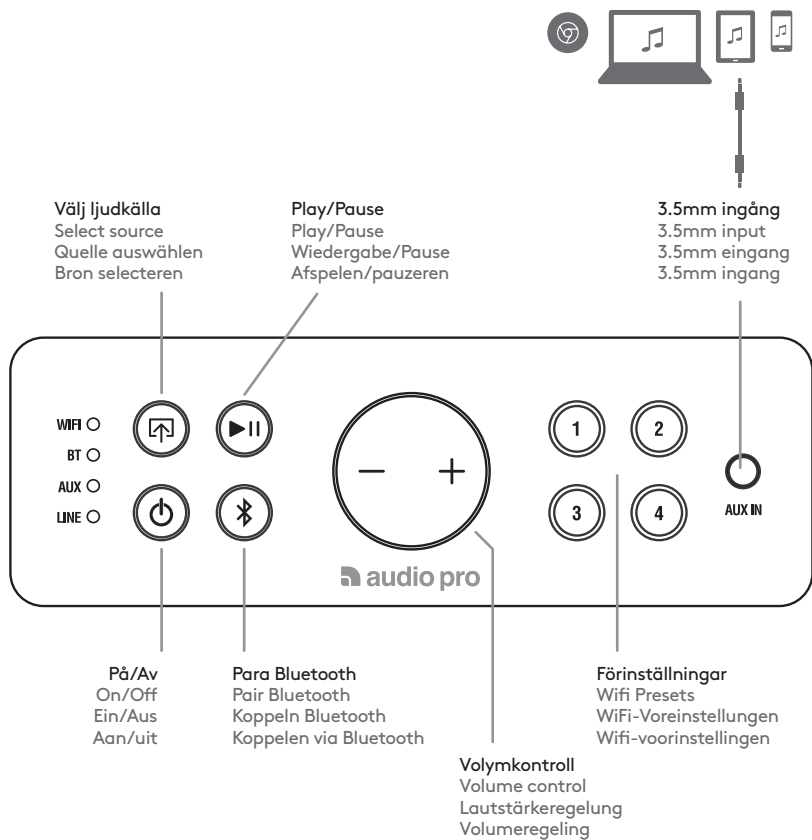 Välj ljudkälla
Select source
Quelle auswählen
Bron selecteren
Play/Pause
Play/Pause
Wiedergabe/Pause
Afspelen/pauzeren
3.5mm ingång
3.5mm input
3.5mm eingang
3.5mm ingang
WIFI
BT
AUX
LINE
1
2
3
4
AUX IN
audio pro
På/Av
On/Off
Ein/Aus
Aan/uit
Para Bluetooth
Pair Bluetooth
Koppeln Bluetooth
Koppelen via Bluetooth
Volymkontroll
Volume control
Lautstärkeregelung
Volumeregeling
Förinställningar
Wifi Presets
WiFi-Voreinstellungen
Wifi-voorinstellingen